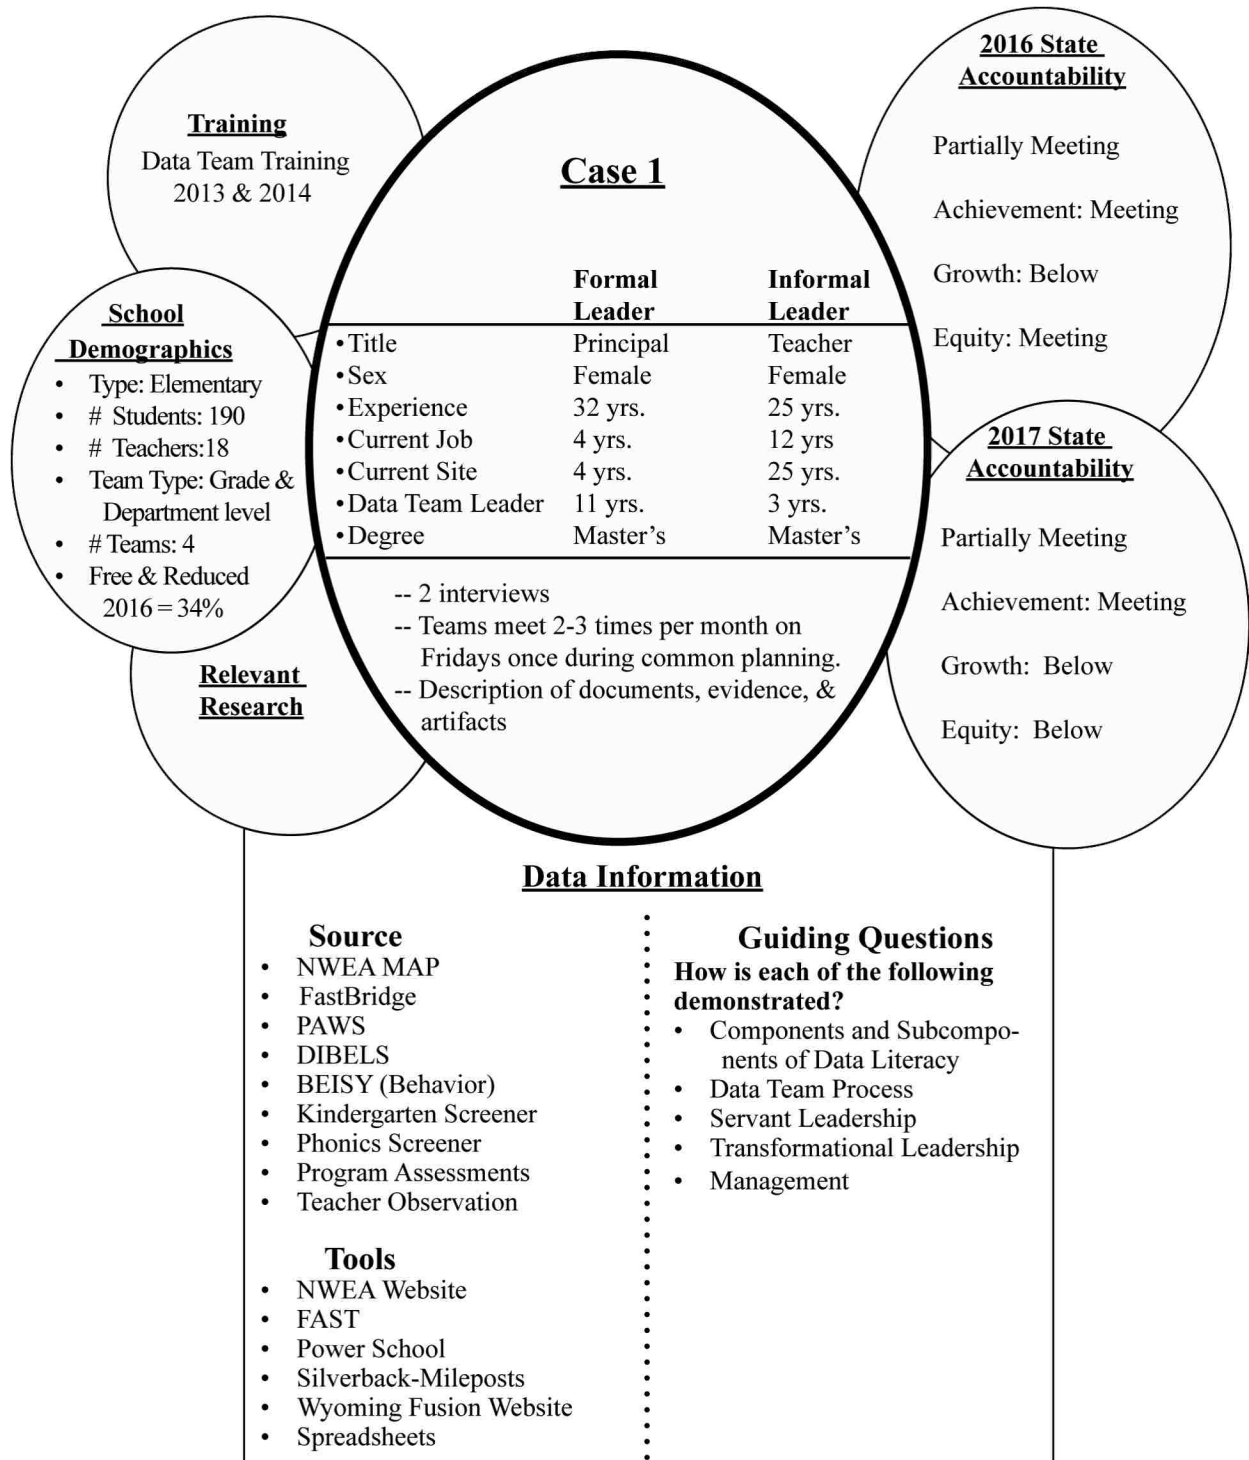 Training
Data Team Training
2013 & 2014
School
Demographics
• Type: Elementary
• # Students: 190
• # Teachers:18
• Team Type: Grade &
Department level
• # Teams: 4
• Free & Reduced
2016 = 34%
Relevant
Research
Case 1
Formal Informal
Leader Leader
•Title Principal Teacher
•Sex Female Female
•Experience 32 yrs. 25 yrs.
•Current Job 4 yrs. 12 yrs
•Current Site 4 yrs. 25 yrs.
•Data Team Leader 11 yrs. 3 yrs.
•Degree Master’s Master’s
-- 2 interviews
-- Teams meet 2-3 times per month on
Fridays once during common planning.
-- Description of documents, evidence, &
artifacts
2016 State
Accountability
Partially Meeting
Achievement: Meeting
Growth: Below
Equity: Meeting
2017 State
Accountability
Partially Meeting
Achievement: Meeting
Growth: Below
Equity: Below
Data Information
Source
• NWEA MAP
• FastBridge
• PAWS
• DIBELS
• BEISY (Behavior)
• Kindergarten Screener
• Phonics Screener
• Program Assessments
• Teacher Observation
Tools
• NWEA Website
• FAST
• Power School
• Silverback-Mileposts
• Wyoming Fusion Website
• Spreadsheets
Guiding Questions
How is each of the following
demonstrated?
• Components and Subcompo-
nents of Data Literacy
• Data Team Process
• Servant Leadership
• Transformational Leadership
• Management